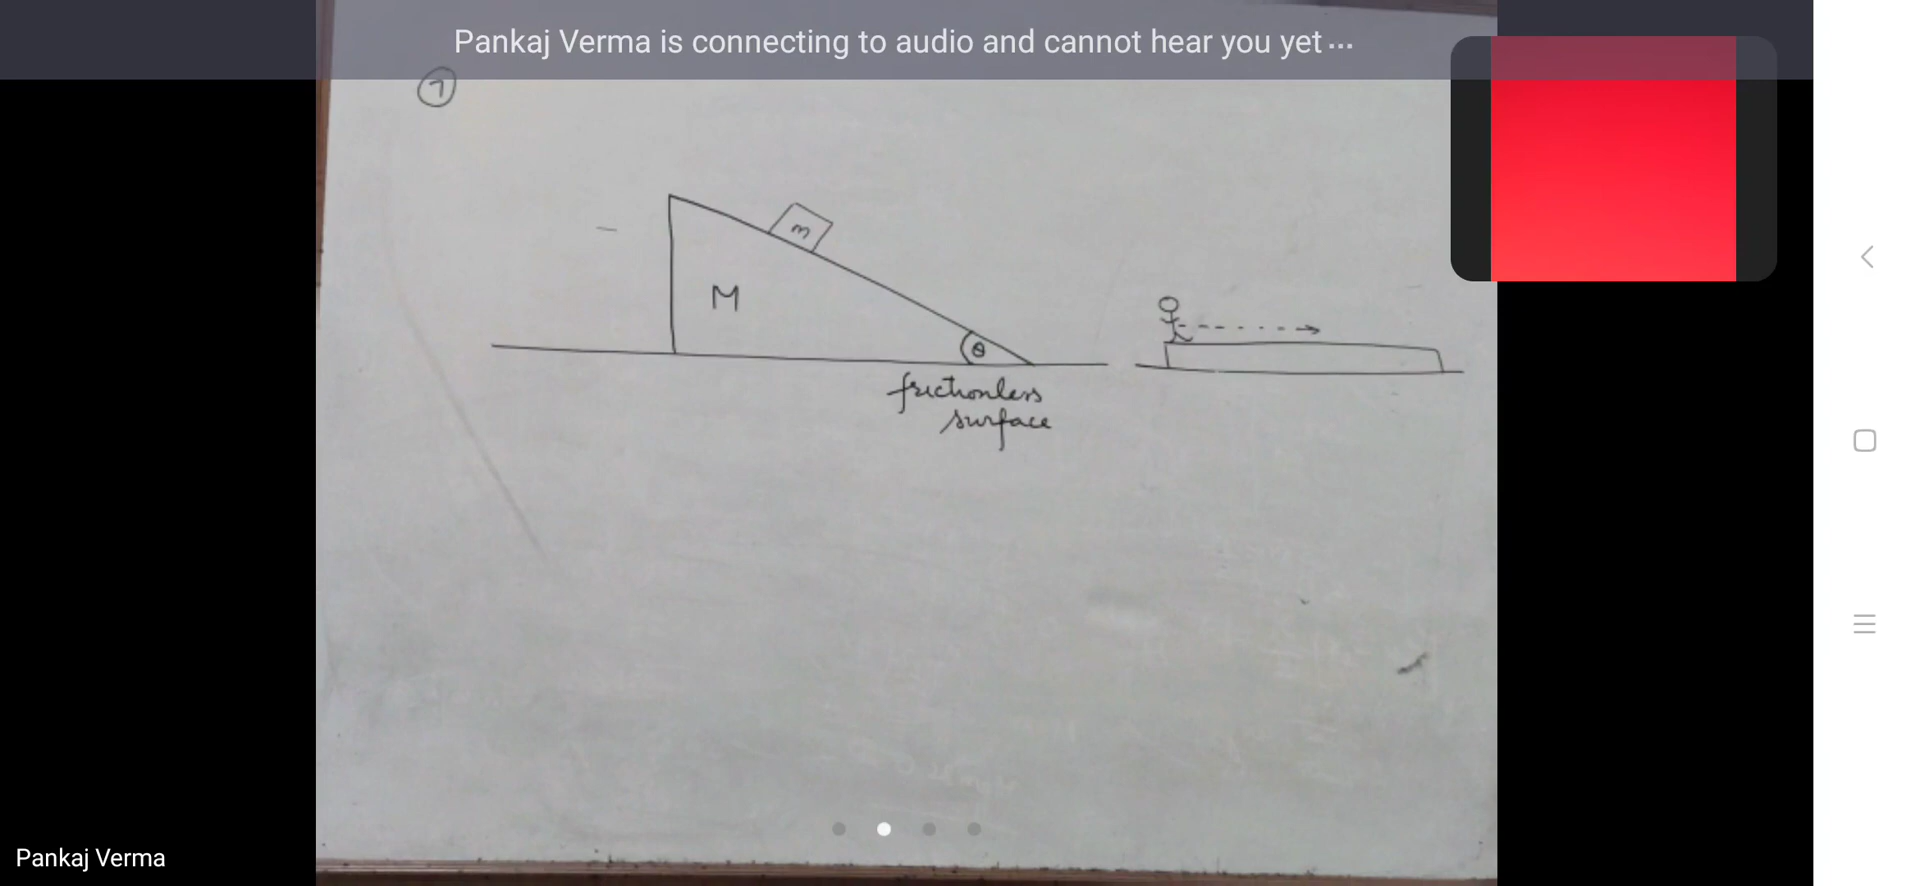 Pankaj Verma is connecting to audio and cannot hear you yet ...
7
m
M
θ
frictionless
surface
Pankaj Verma